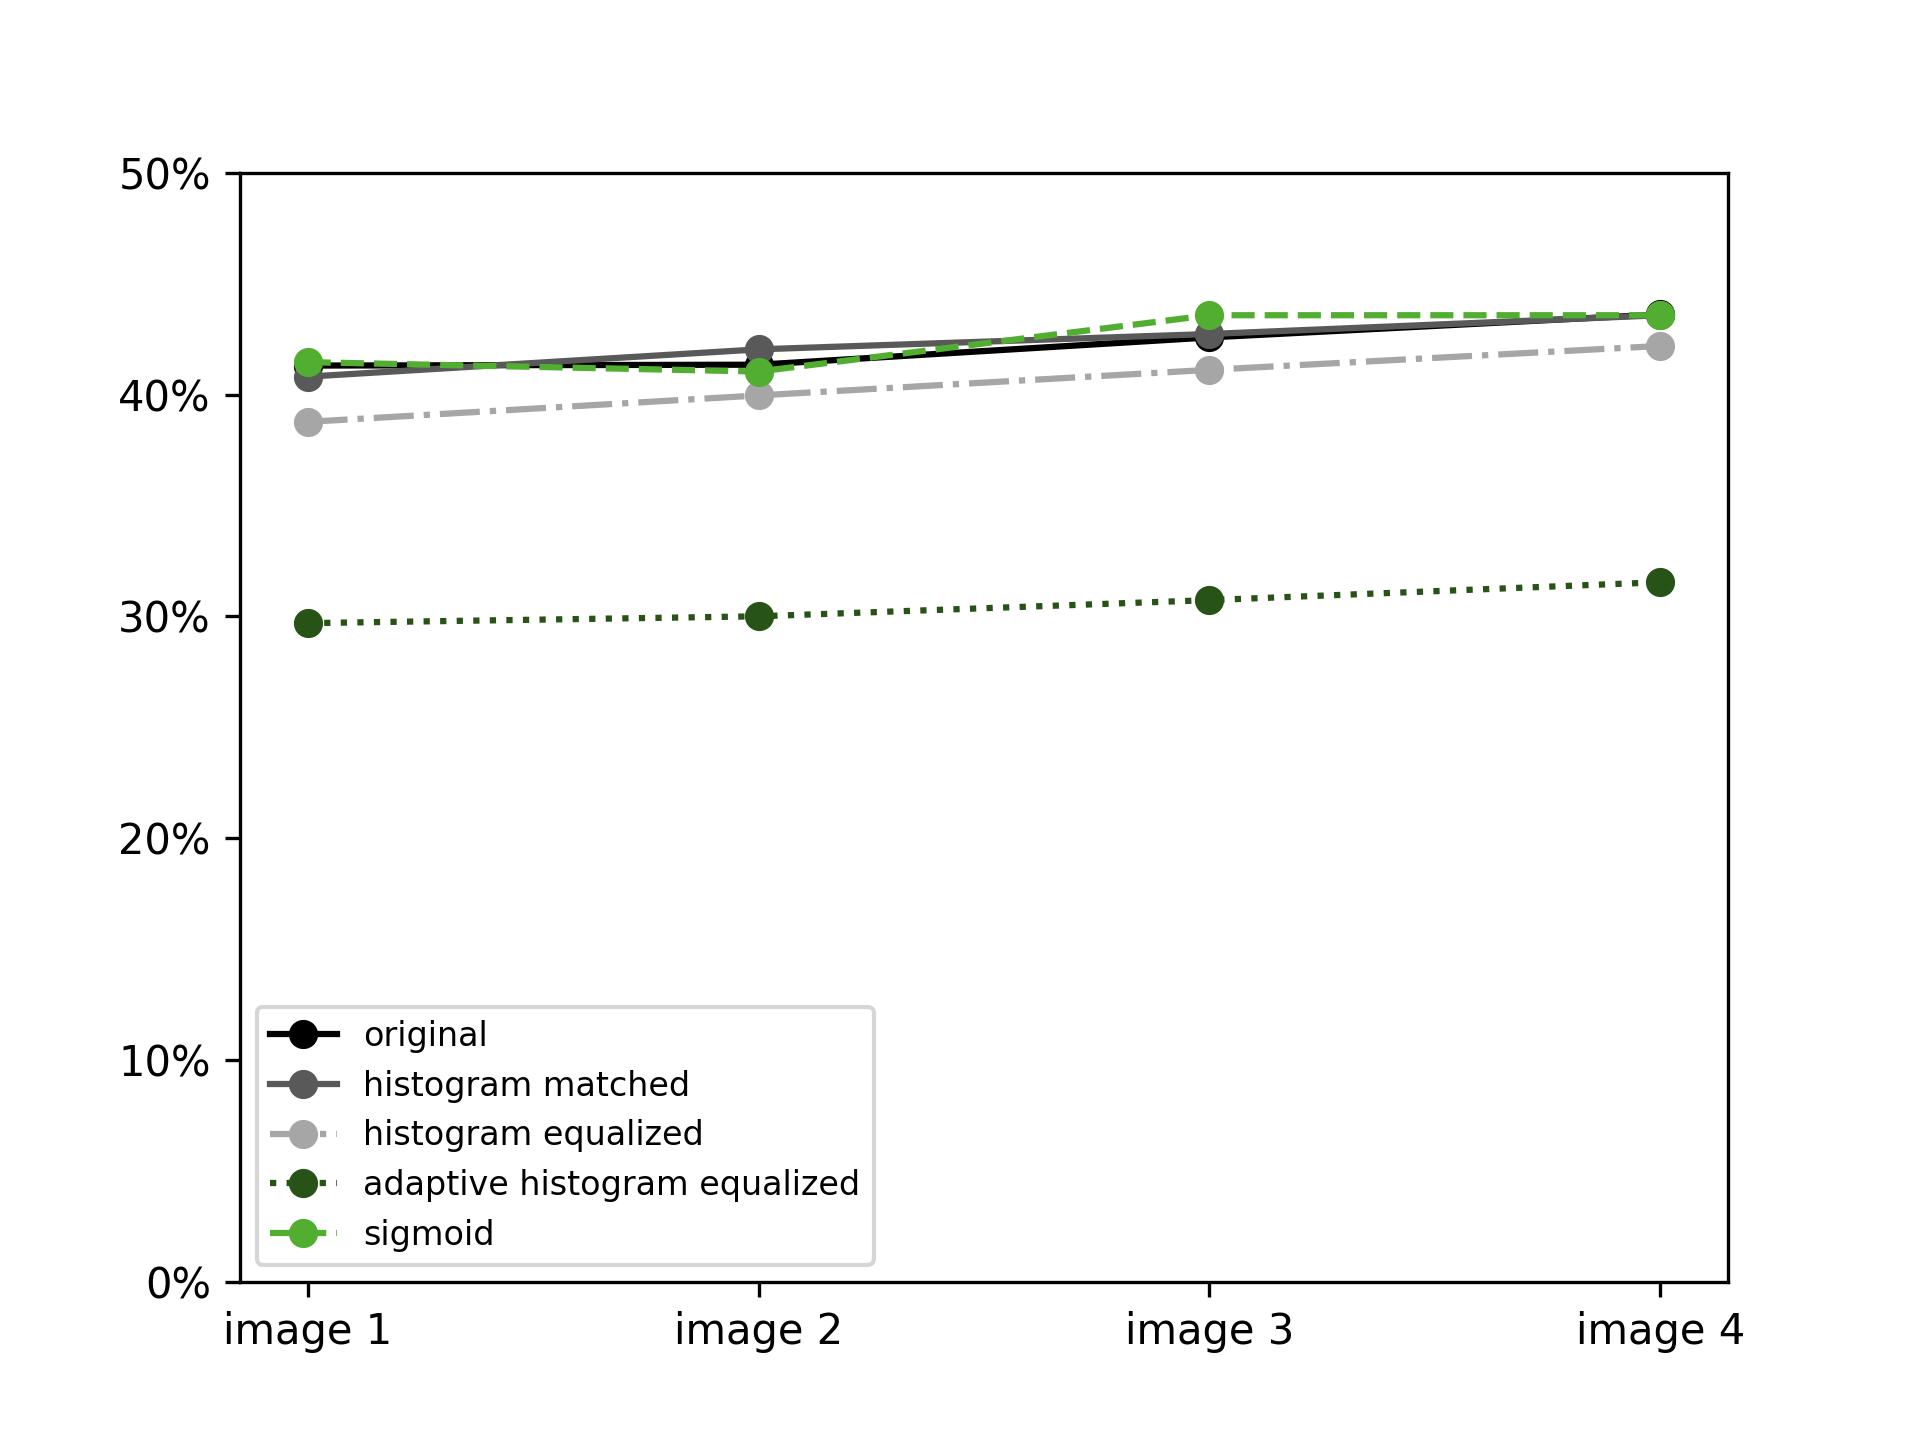 50%
40%
30%
20%
10%
0%
original
histogram matched
histogram equalized
adaptive histogram equalized
sigmoid
image 1 image 2 image 3 image 4